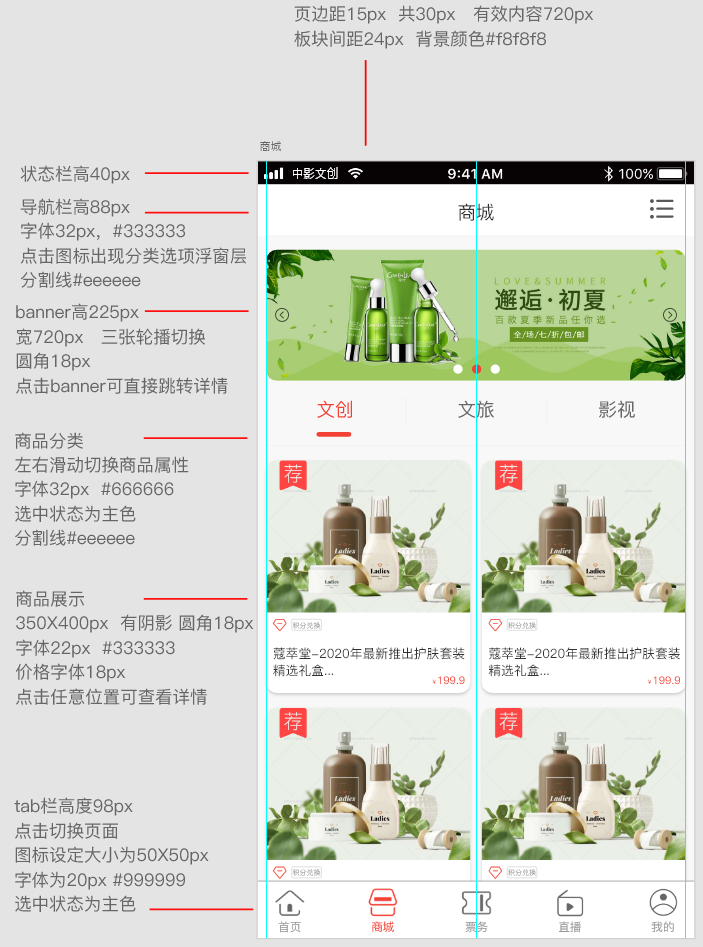 页边距15px 共30px 有效内容720px
板块间距24px 背景颜色#f8f8f8
商城
状态栏高40px
导航栏高88px
字体32px，#333333
点击图标出现分类选项浮窗层
分割线#eeeeee
banner高225px
宽720px 三张轮播切换
圆角18px
点击banner可直接跳转详情
商品分类
左右滑动切换商品属性
字体32px #666666
选中状态为主色
分割线#eeeeee
商品展示
350X400px 有阴影 圆角18px
字体22px #333333
价格字体18px
点击任意位置可查看详情
tab栏高度98px
点击切换页面
图标设定大小为50X50px
字体为20px #999999
选中状态为主色
中影文创 9:41 AM 100%
商城
LOVE&SUMMER
邂逅·初夏
百款夏季新品任你选
全/场/七/折/包/邮
文创 文旅 影视
荐 荐
Ladies Ladies Ladies Ladies
Ladies Ladies
积分兑换 积分兑换
蔻萃堂-2020年最新推出护肤套装 蔻萃堂-2020年最新推出护肤套装
精选礼盒... 精选礼盒...
¥199.9 ¥199.9
荐 荐
Ladies Ladies Ladies Ladies
Ladies Ladies
积分兑换 积分兑换
首页 商城 票务 直播 我的